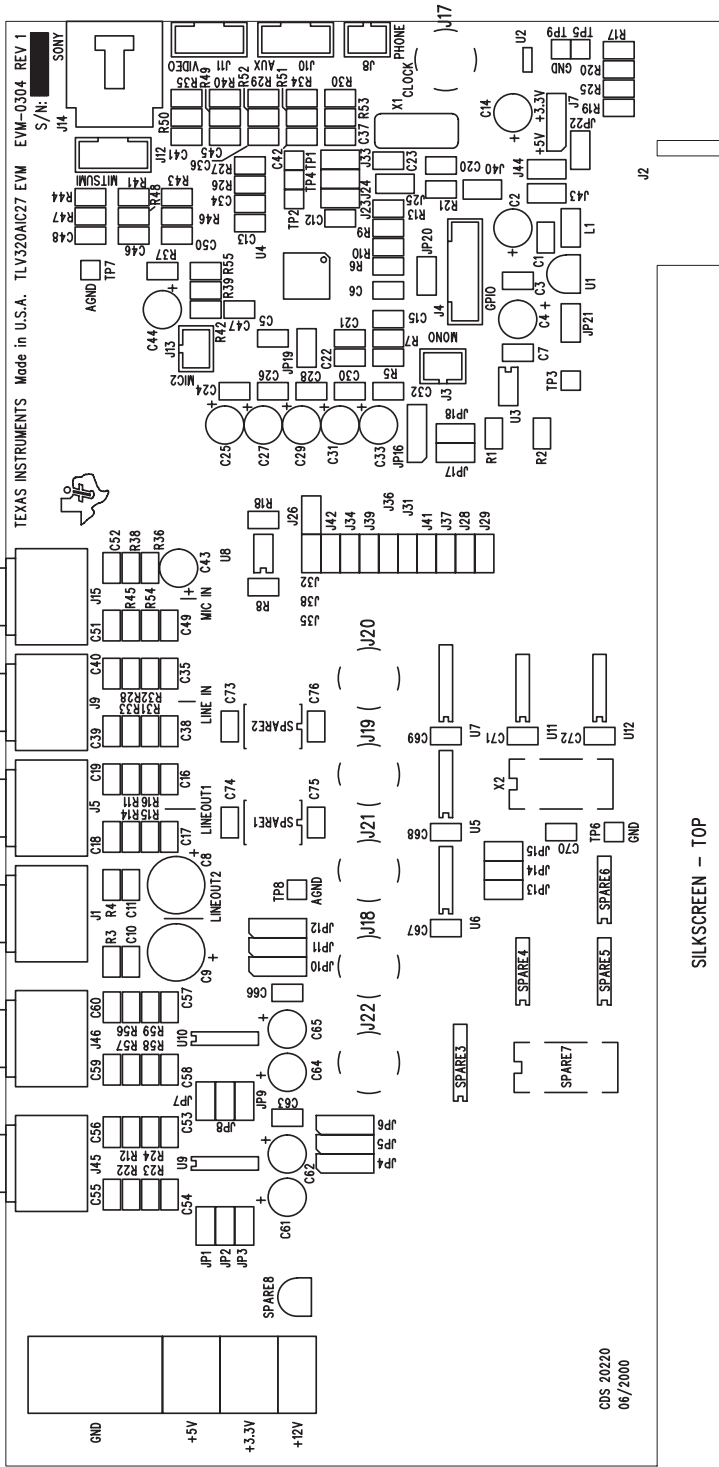 TEXAS INSTRUMENTS Made in U.S.A. TLV320AIC27 EVM EVM-0304 REV 1
S/N:
J14
SONY
VIDEO
J11
AUX
J10
J8
PHONE
CLOCK
J17
U2
TP9
TP5
GND
R17
R20
R25
R19
R35
R49
R40
R52
R29
R51
R34
R30
R50
R53
X1
C14
+5V
+3.3V
J7
JP22
J12
MITSUMI
C41
C45
C36
R27
R26
C34
C13
C42
TP4
TP1
TP2
C12
C37
J33
J24
J23
C23
J25
R21
C20
J40
J44
J43
J2
R44
R47
C48
R41
R48
C46
R43
R46
C50
U4
R13
R9
R10
R6
C6
JP20
J4
GPIO
C2
C1
L1
C3
U1
TP7
AGND
R37
C44
R55
R39
R42
C47
J13
MIC2
C5
JP19
C21
C22
C15
R7
R5
MONO
J3
C32
C4
C7
JP21
U3
TP3
C24
C26
C28
C30
C25
C27
C29
C31
C33
JP16
JP18
JP17
R1
R2
J15
C52
R38
R36
C43
C51
R45
R54
C49
MIC IN
U8
R18
R8
J26
J42
J34
J39
J36
J31
J41
J37
J28
J29
J32
J38
J35
J9
C40
C35
R32
R28
R31
R33
C39
C38
LINE IN
C73
SPARE2
C76
J20
J19
C69
U7
C71
U11
C72
U12
J5
C19
C16
R16
R11
R15
R14
C18
C17
LINEOUT1
C74
SPARE1
C75
J21
C68
U5
X2
C70
TP6
GND
J1
R4
C11
C8
R3
C10
C9
LINEOUT2
TP8
AGND
JP12
JP11
JP10
J18
C67
U6
JP15
JP14
JP13
SPARE6
SPARE4
SPARE5
J46
C60
C57
R56
R57
R59
R58
C59
C58
U10
C66
C65
C64
J22
SPARE3
SPARE7
JP7
JP8
JP9
C63
J45
C56
C53
R12
R22
R24
R23
C55
C54
U9
C62
C61
JP6
JP5
JP4
JP1
JP2
JP3
SPARE8
GND
+5V
+3.3V
+12V
CDS 20220
06/2000
SILKSCREEN - TOP